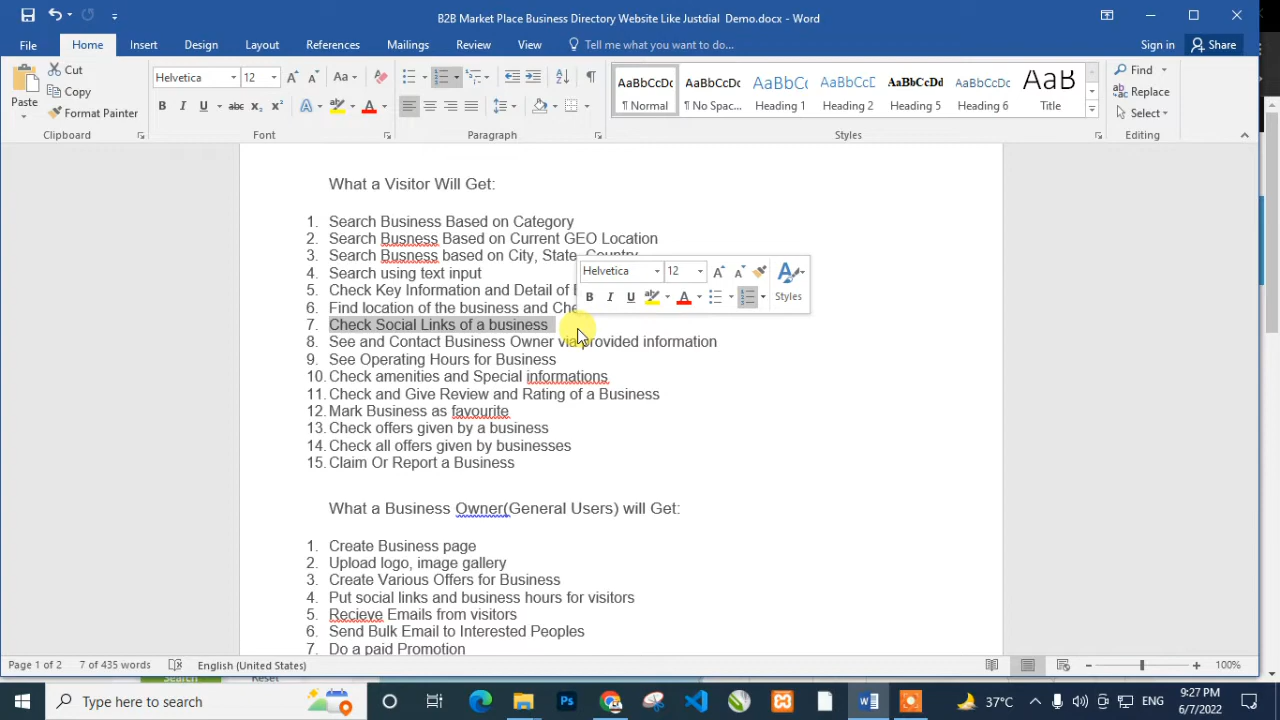 B2B Market Place Business Directory Website Like Justdial Demo.docx - Word
File Home Insert Design Layout References Mailings Review View Tell me what you want to do... Sign in Share
Paste
Cut
Copy
Format Painter
Helvetica 12
AaBbCcDc AaBbCcDc AaBbCc AaBbCcC AaBbCcDd AaBbCcDc AaB
¶ Normal ¶ No Spac... Heading 1 Heading 2 Heading 5 Heading 6 Title
Find
Replace
Select
Clipboard Font Paragraph Styles Editing
What a Visitor Will Get:
1. Search Business Based on Category
2. Search Busness Based on Current GEO Location
3. Search Busness based on City, State, Country
4. Search using text input
5. Check Key Information and Detail of
6. Find location of the business and
7. Check Social Links of a business
8. See and Contact Business Owner via provided information
9. See Operating Hours for Business
10. Check amenities and Special informations
11. Check and Give Review and Rating of a Business
12. Mark Business as favourite
13. Check offers given by a business
14. Check all offers given by businesses
15. Claim Or Report a Business
Helvetica 12
Styles
What a Business Owner(General Users) will Get:
1. Create Business page
2. Upload logo, image gallery
3. Create Various Offers for Business
4. Put social links and business hours for visitors
5. Recieve Emails from visitors
6. Send Bulk Email to Interested Peoples
7. Do a paid Promotion
Page 1 of 2 7 of 435 words English (United States) 100%
Search Reset
Type here to search
37°C ENG
9:27 PM
6/7/2022